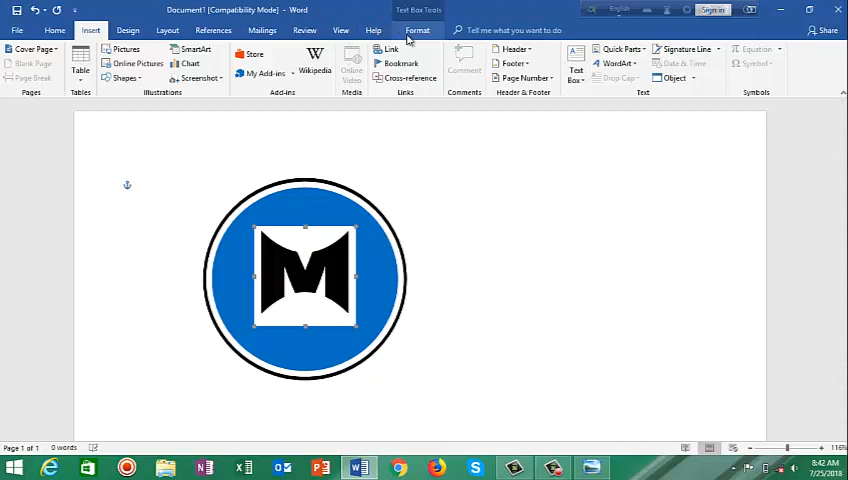 Document1 [Compatibility Mode] - Word
Text Box Tools
English
Sign in
File Home Insert Design Layout References Mailings Review View Help Format Tell me what you want to do Share
Cover Page
Blank Page
Page Break
Pages
Table
Tables
Pictures
Online Pictures
Shapes
SmartArt
Chart
Screenshot
Illustrations
Store
My Add-ins
Wikipedia
Add-ins
Online Video
Media
Link
Bookmark
Cross-reference
Links
Comment
Comments
Header
Footer
Page Number
Header & Footer
Text Box
Quick Parts
WordArt
Drop Cap
Signature Line
Date & Time
Object
Text
Equation
Symbol
Symbols
M
Page 1 of 1 0 words
116%
8:42 AM
7/25/2018